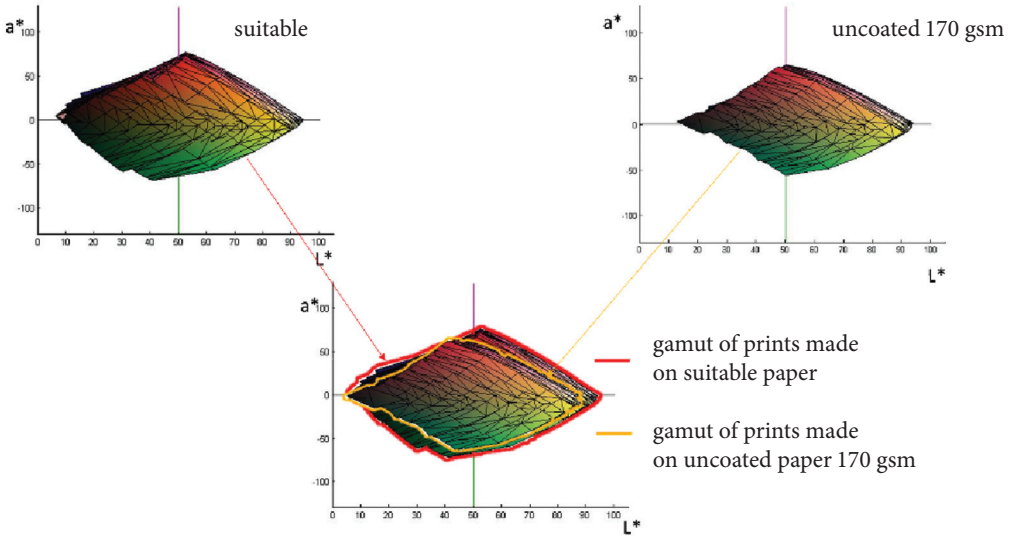 a*
suitable
100
50
0
-50
-100
0 10 20 30 40 50 60 70 80 90 100
L*
a*
uncoated 170 gsm
100
50
0
-50
-100
0 10 20 30 40 50 60 70 80 90 100
L*
a*
100
50
0
-50
-100
0 10 20 30 40 50 60 70 80 90 100
L*
gamut of prints made
on suitable paper
gamut of prints made
on uncoated paper 170 gsm